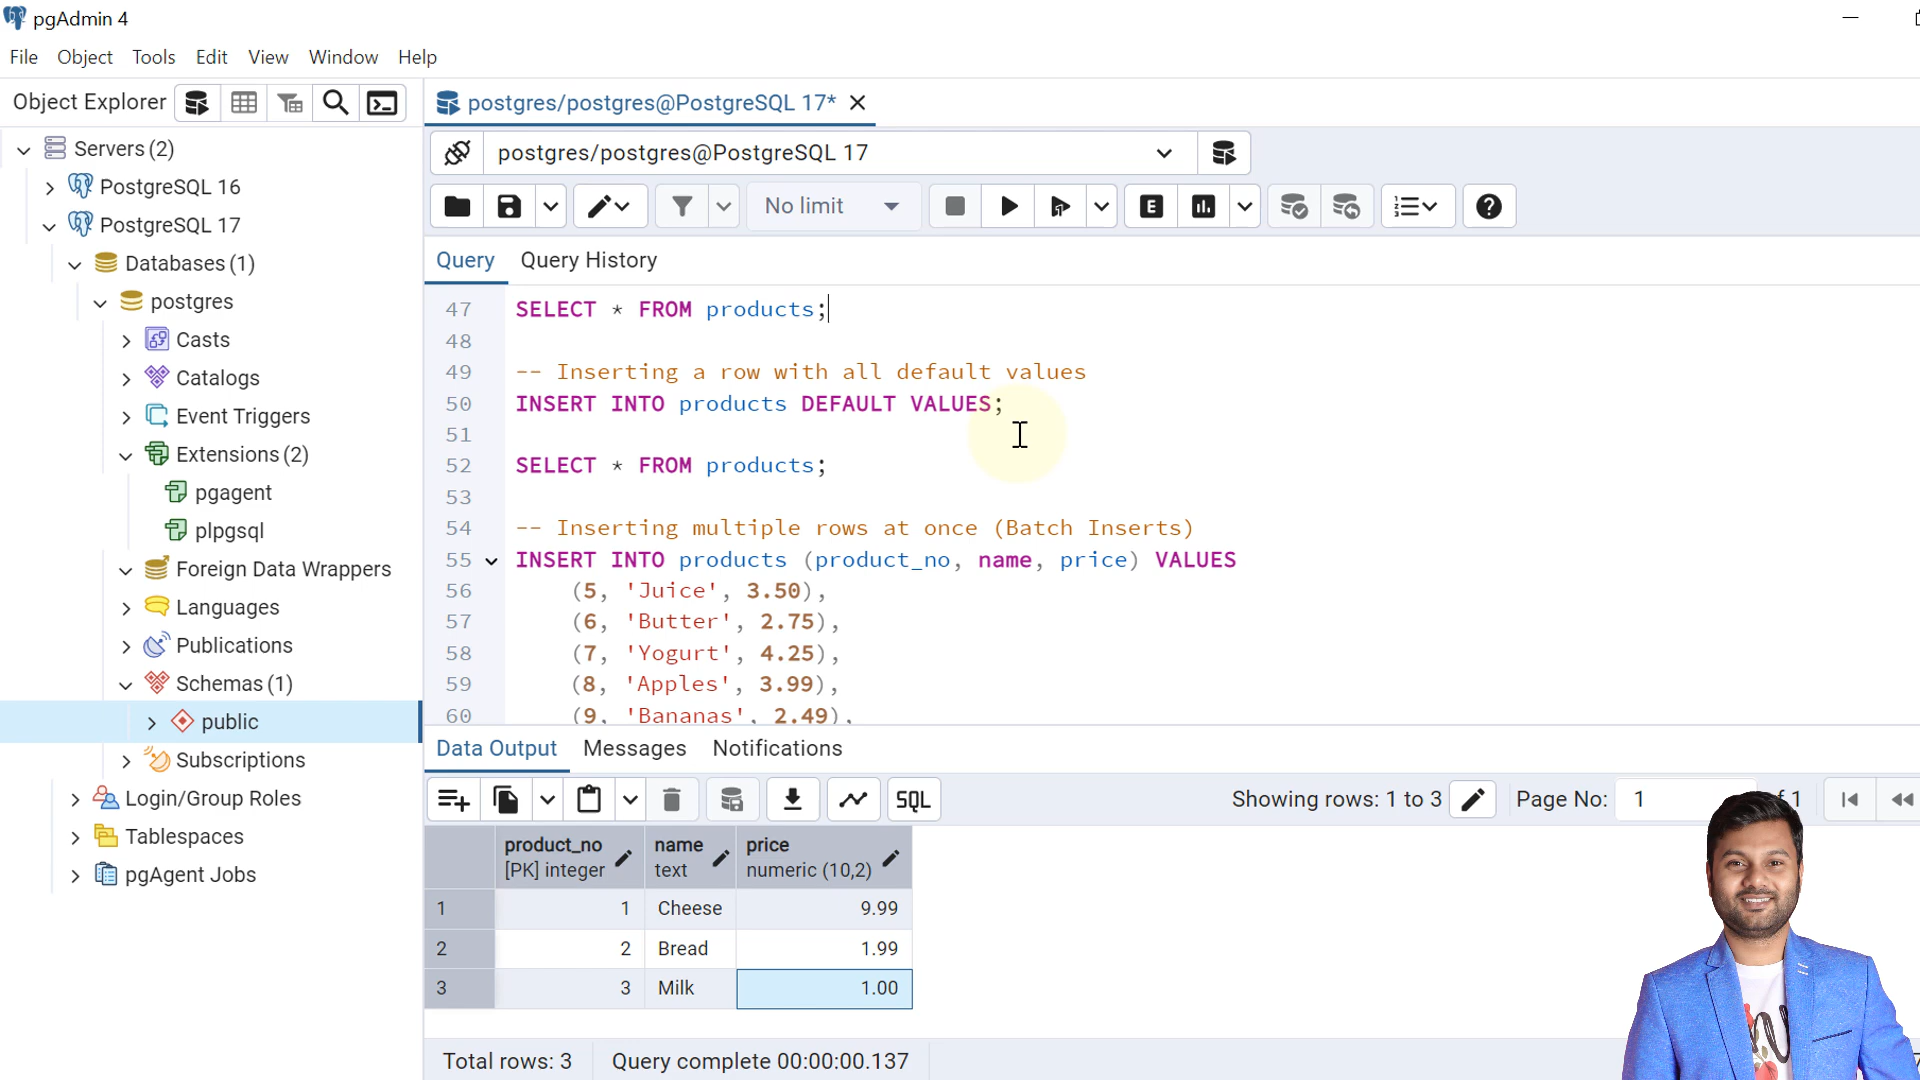 pgAdmin 4
File Object Tools Edit View Window Help
Object Explorer
postgres/postgres@PostgreSQL 17*
Servers (2)
PostgreSQL 16
PostgreSQL 17
Databases (1)
postgres
Casts
Catalogs
Event Triggers
Extensions (2)
pgagent
plpgsql
Foreign Data Wrappers
Languages
Publications
Schemas (1)
public
Subscriptions
Login/Group Roles
Tablespaces
pgAgent Jobs
postgres/postgres@PostgreSQL 17
No limit
E
Query Query History
47 SELECT * FROM products;
48
49 -- Inserting a row with all default values
50 INSERT INTO products DEFAULT VALUES;
51
52 SELECT * FROM products;
53
54 -- Inserting multiple rows at once (Batch Inserts)
55 INSERT INTO products (product_no, name, price) VALUES
56 (5, 'Juice', 3.50),
57 (6, 'Butter', 2.75),
58 (7, 'Yogurt', 4.25),
59 (8, 'Apples', 3.99),
60 (9, 'Bananas', 2.49),
Data Output Messages Notifications
SQL
Showing rows: 1 to 3
Page No: 1 of 1
product_no name price
[PK] integer text numeric (10,2)
1 1 Cheese 9.99
2 2 Bread 1.99
3 3 Milk 1.00
Total rows: 3 Query complete 00:00:00.137